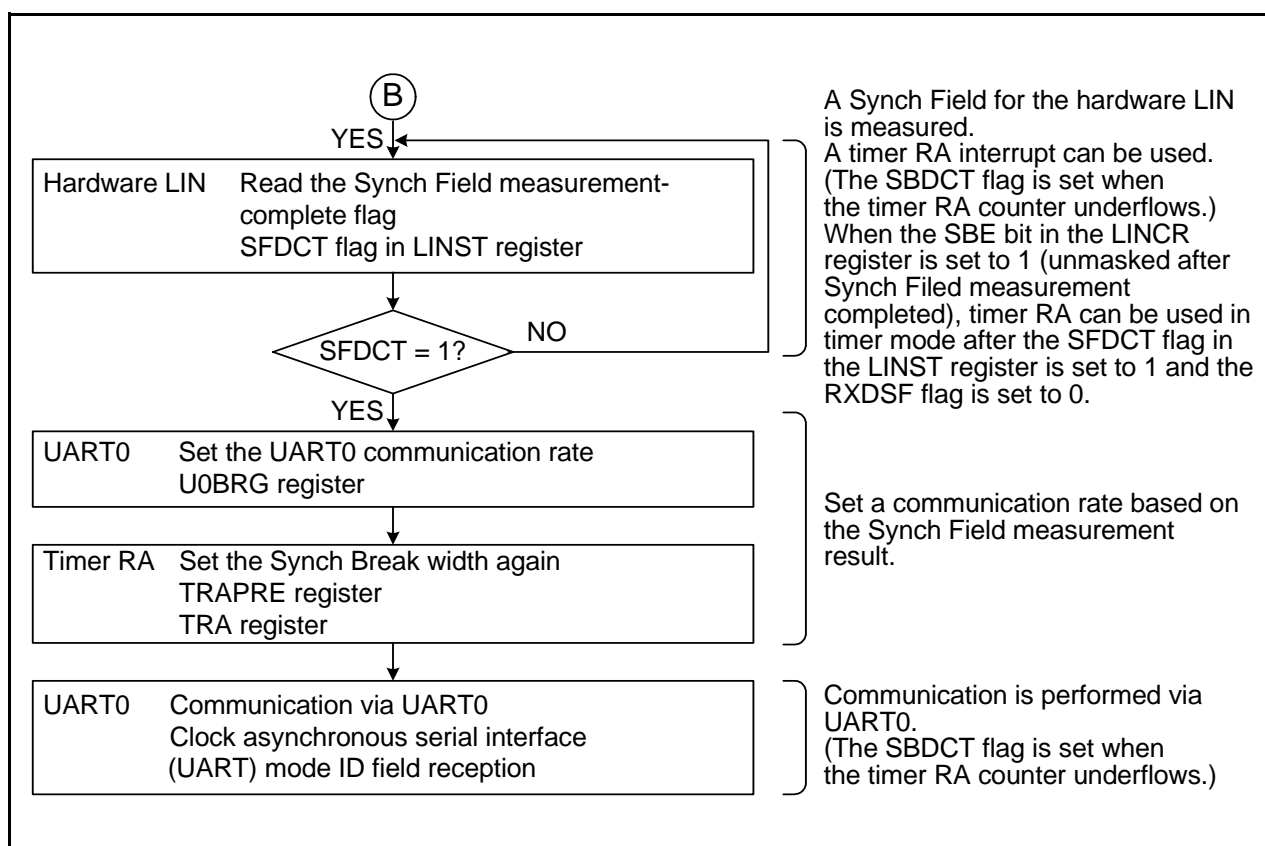 B
YES
Hardware LIN Read the Synch Field measurement-
complete flag
SFDCT flag in LINST register
SFDCT = 1?
NO
YES
A Synch Field for the hardware LIN
is measured.
A timer RA interrupt can be used.
(The SBDCT flag is set when
the timer RA counter underflows.)
When the SBE bit in the LINCR
register is set to 1 (unmasked after
Synch Filed measurement
completed), timer RA can be used in
timer mode after the SFDCT flag in
the LINST register is set to 1 and the
RXDSF flag is set to 0.
UART0 Set the UART0 communication rate
U0BRG register
Timer RA Set the Synch Break width again
TRAPRE register
TRA register
Set a communication rate based on
the Synch Field measurement
result.
UART0 Communication via UART0
Clock asynchronous serial interface
(UART) mode ID field reception
Communication is performed via
UART0.
(The SBDCT flag is set when
the timer RA counter underflows.)